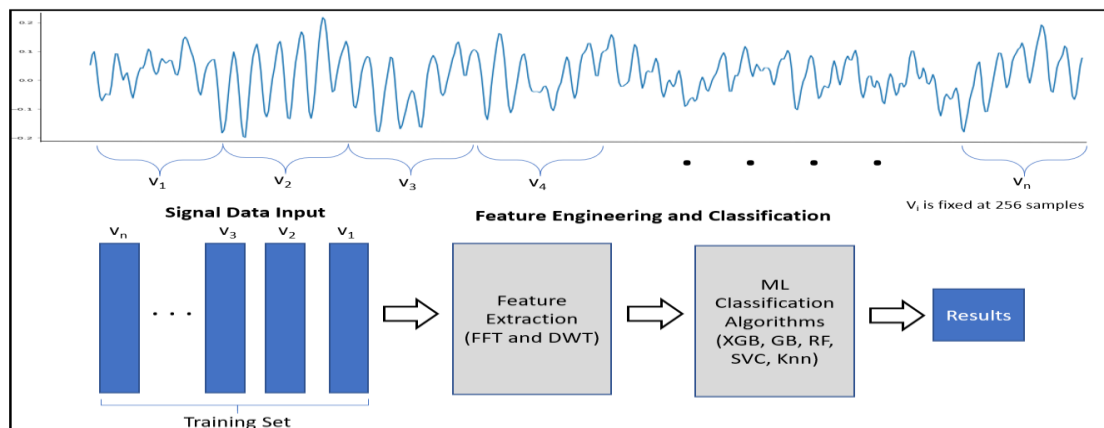 0.2
0.1
0.0
−0.1
−0.2
v1 v2 v3 v4 vn
Vi is fixed at 256 samples
Signal Data Input
Feature Engineering and Classification
vn v3 v2 v1
Feature
Extraction
(FFT and DWT)
ML
Classification
Algorithms
(XGB, GB, RF,
SVC, Knn)
Results
Training Set